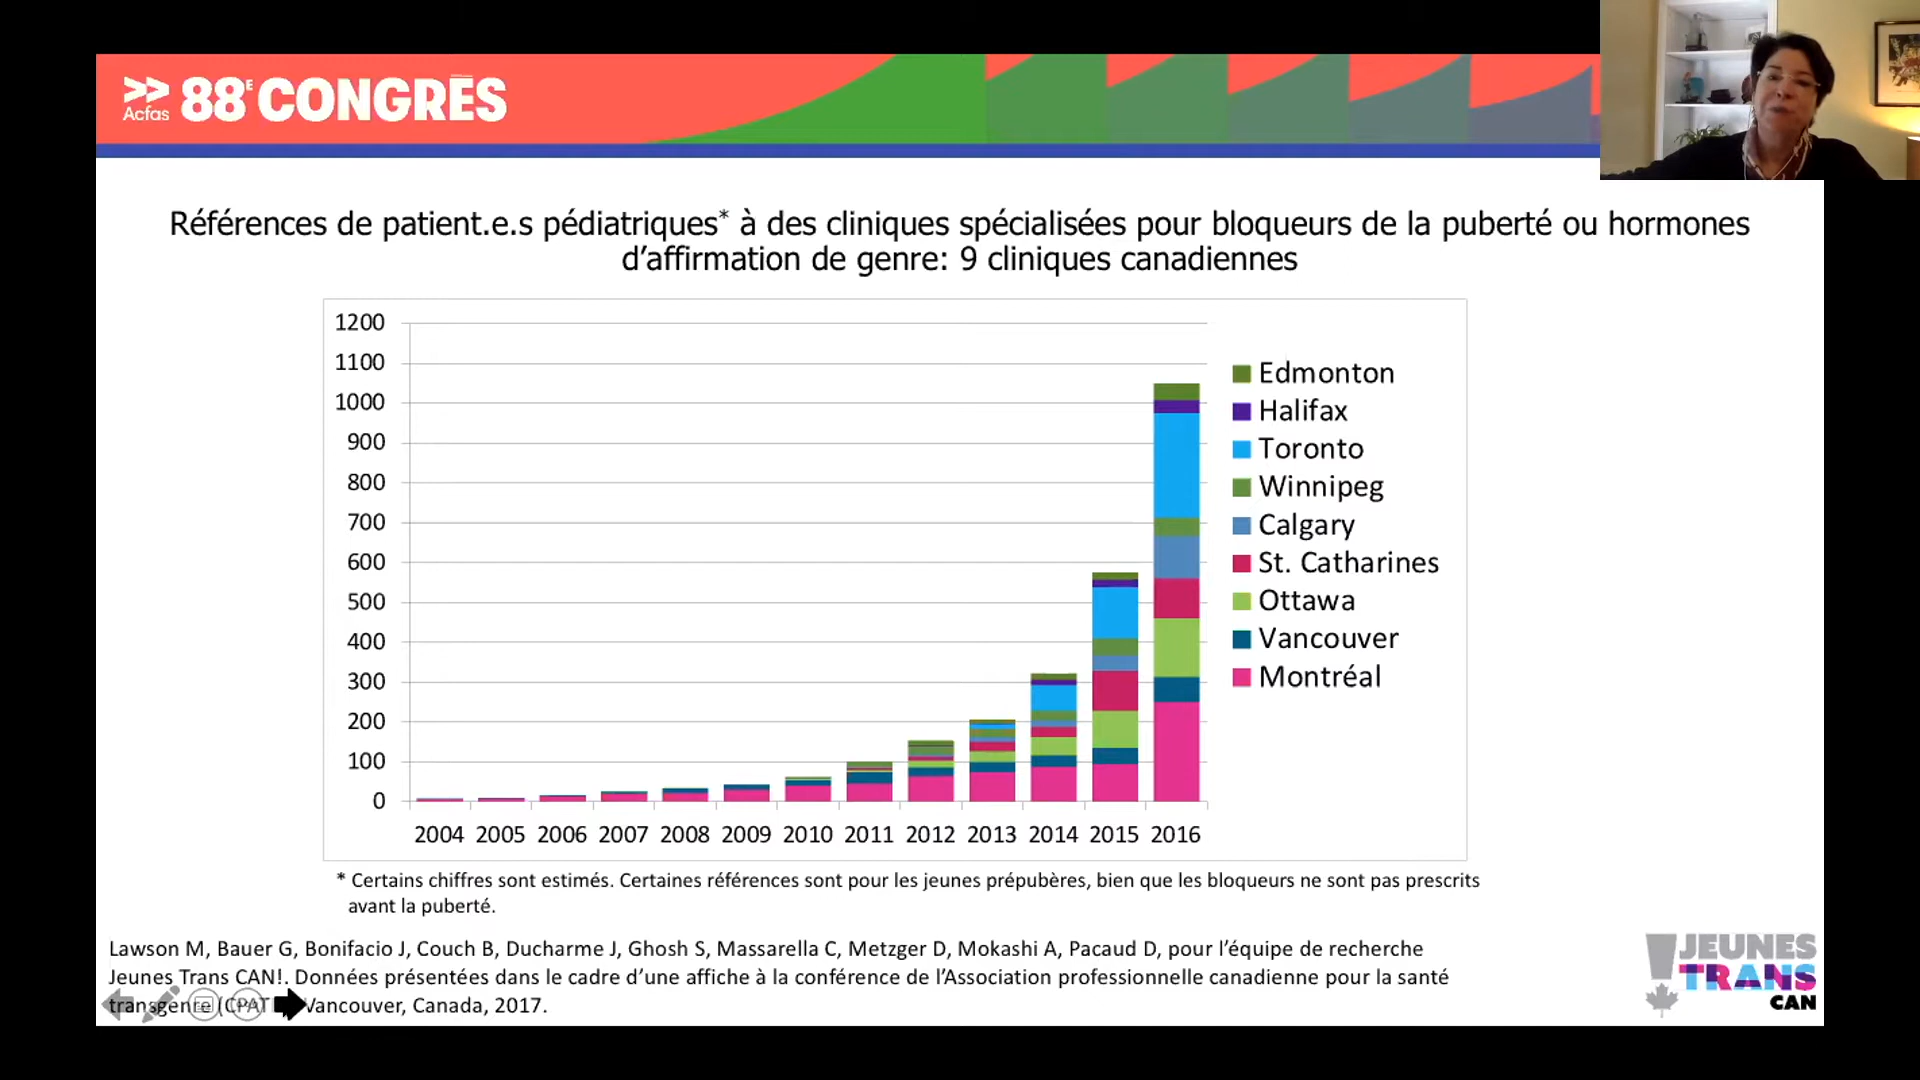 Acfas
88E CONGRÈS
Références de patient.e.s pédiatriques* à des cliniques spécialisées pour bloqueurs de la puberté ou hormones
d'affirmation de genre: 9 cliniques canadiennes
1200
1100
1000
900
800
700
600
500
400
300
200
100
0
2004 2005 2006 2007 2008 2009 2010 2011 2012 2013 2014 2015 2016
Edmonton
Halifax
Toronto
Winnipeg
Calgary
St. Catharines
Ottawa
Vancouver
Montréal
* Certains chiffres sont estimés. Certaines références sont pour les jeunes prépubères, bien que les bloqueurs ne sont pas prescrits
avant la puberté.
Lawson M, Bauer G, Bonifacio J, Couch B, Ducharme J, Ghosh S, Massarella C, Metzger D, Mokashi A, Pacaud D, pour l'équipe de recherche
Jeunes Trans CAN!. Données présentées dans le cadre d'une affiche à la conférence de l'Association professionnelle canadienne pour la santé
transgenre Vancouver, Canada, 2017.
JEUNES
TRANS
CAN